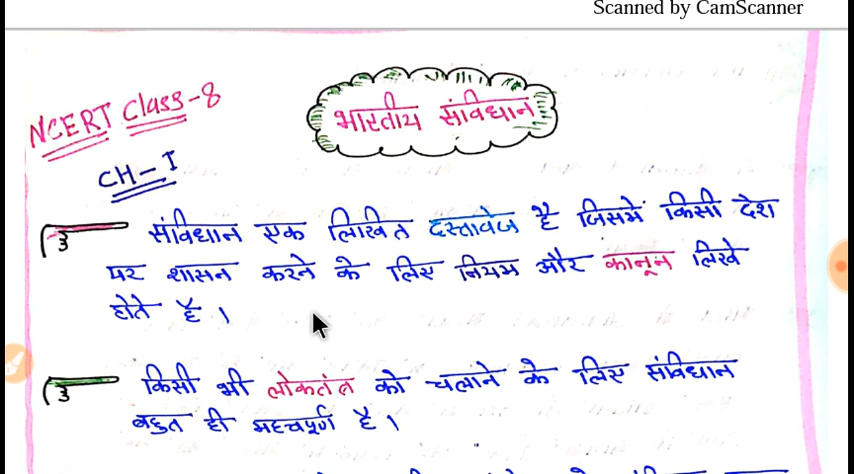 Scanned by CamScanner
NCERT Class-8
भारतीय संविधान
CH-I
संविधान एक लिखित दस्तावेज है जिसमें किसी देश
पर शासन करने के लिए नियम और कानून लिखे
होते है ।
किसी भी लोकतंत्र को चलाने के लिए संविधान
बहुत ही महत्वपूर्ण है ।